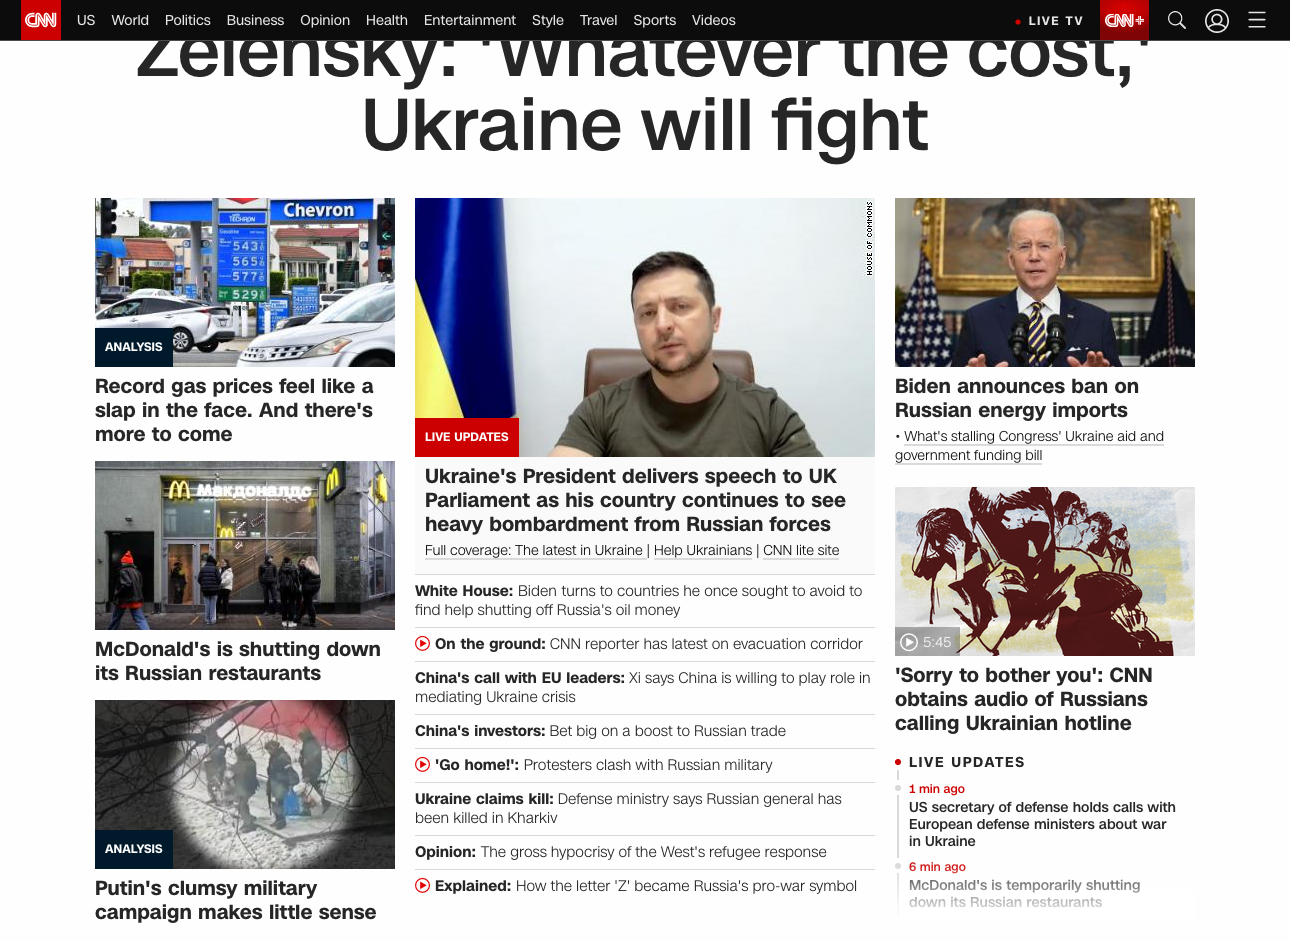 CNN
US
World
Politics
Business
Opinion
Health
Entertainment
Style
Travel
Sports
Videos
LIVE TV
CNN+
Zelensky: 'Whatever the cost,'
Ukraine will fight
Chevron
TECHRON
543
565
577
529
ANALYSIS
Record gas prices feel like a
slap in the face. And there's
more to come
Макдоналдс
McDonald's is shutting down
its Russian restaurants
ANALYSIS
Putin's clumsy military
campaign makes little sense
HOUSE OF COMMONS
LIVE UPDATES
Ukraine's President delivers speech to UK
Parliament as his country continues to see
heavy bombardment from Russian forces
Full coverage: The latest in Ukraine | Help Ukrainians | CNN lite site
White House: Biden turns to countries he once sought to avoid to
find help shutting off Russia's oil money
On the ground: CNN reporter has latest on evacuation corridor
China's call with EU leaders: Xi says China is willing to play role in
mediating Ukraine crisis
China's investors: Bet big on a boost to Russian trade
'Go home!': Protesters clash with Russian military
Ukraine claims kill: Defense ministry says Russian general has
been killed in Kharkiv
Opinion: The gross hypocrisy of the West's refugee response
Explained: How the letter 'Z' became Russia's pro-war symbol
Biden announces ban on
Russian energy imports
• What's stalling Congress' Ukraine aid and
government funding bill
5:45
'Sorry to bother you': CNN
obtains audio of Russians
calling Ukrainian hotline
LIVE UPDATES
1 min ago
US secretary of defense holds calls with
European defense ministers about war
in Ukraine
6 min ago
McDonald's is temporarily shutting
down its Russian restaurants